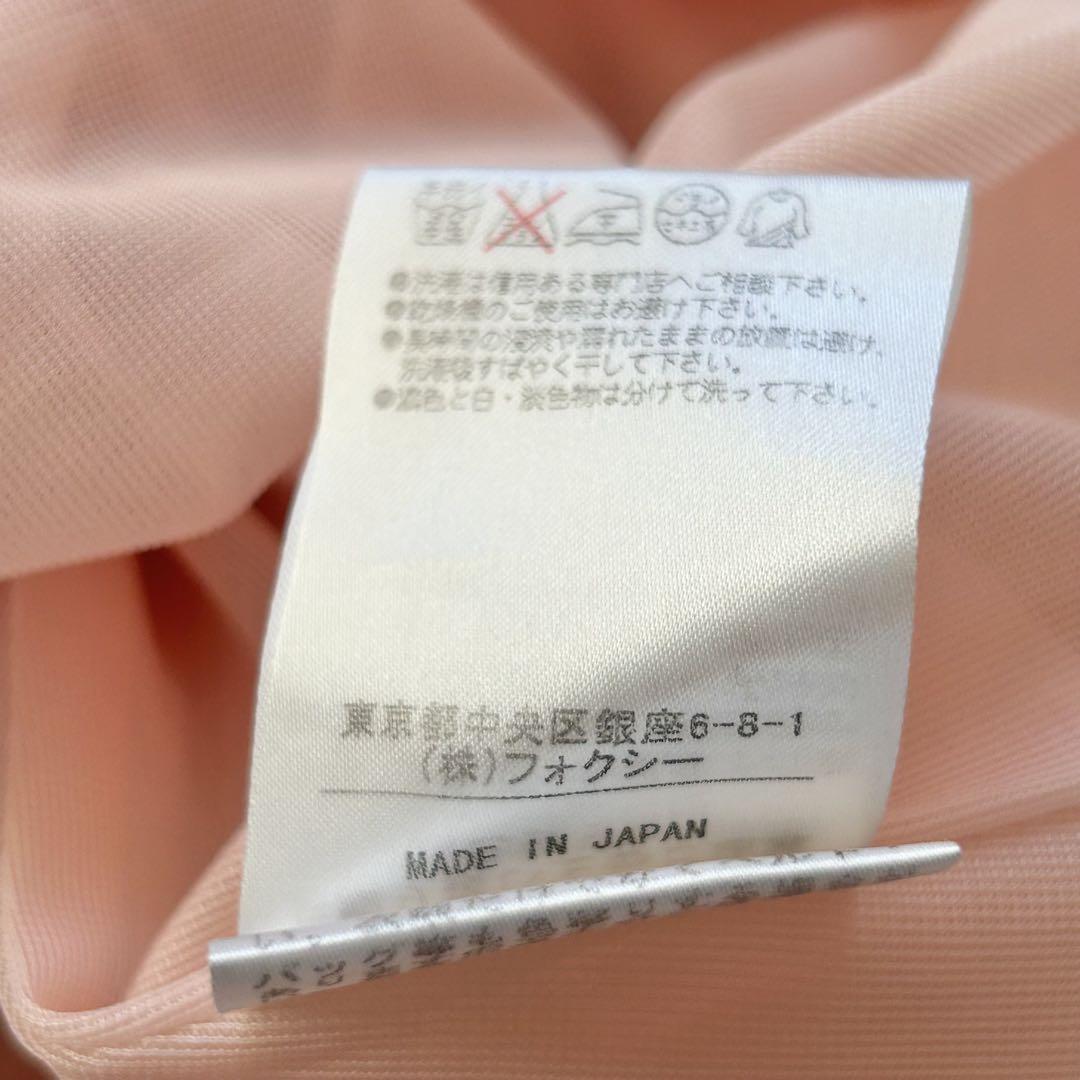 ●洗濯は信用ある専門店へご相談下さい。
●乾燥機のご使用はお避け下さい。
●長時間の浸漬や濡れたままの放置は避け、
洗濯後すばやく干して下さい。
●濃色と白・淡色物は分けて洗って下さい。
東京都中央区銀座6-8-1
(株)フォクシー
MADE IN JAPAN